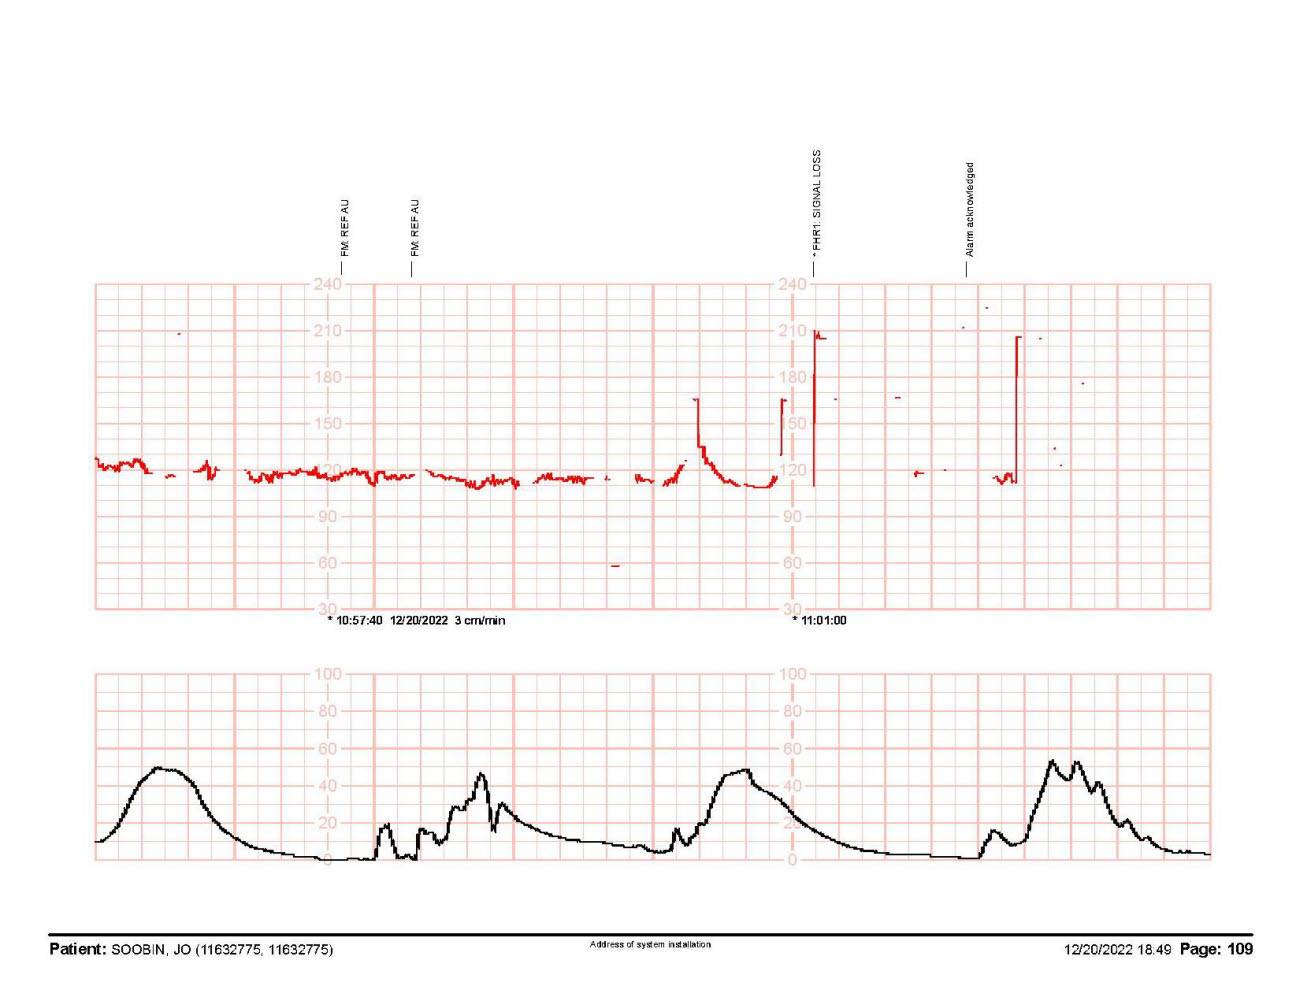 FM: REF AU
FM: REF AU
* FHR1: SIGNAL LOSS
Alarm acknowledged
240 240
210 210
180 180
150 150
120 120
90 90
60 60
30 30
* 10:57:40 12/20/2022 3 cm/min * 11:01:00
100 100
80 80
60 60
40 40
20 20
0 0
Patient: SOOBIN, JO (11632775, 11632775) Address of system installation 12/20/2022 18:49 Page: 109